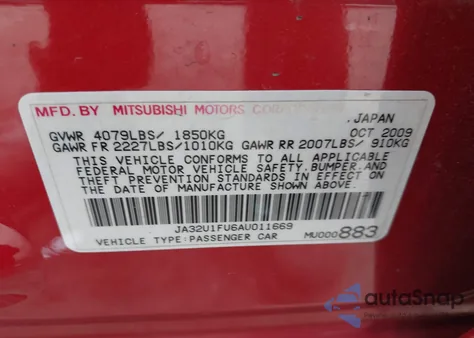 MFD. BY MITSUBISHI MOTORS CORPORATION. JAPAN
GVWR 4079LBS/ 1850KG OCT 2009
GAWR FR 2227LBS/1010KG GAWR RR 2007LBS/ 910KG
THIS VEHICLE CONFORMS TO ALL APPLICABLE
FEDERAL MOTOR VEHICLE SAFETY,BUMPER,AND
THEFT PREVENTION STANDARDS IN EFFECT ON
THE DATE OF MANUFACTURE SHOWN ABOVE.
JA32U1FU6AU011669
VEHICLE TYPE:PASSENGER CAR MU000883
autoSnap